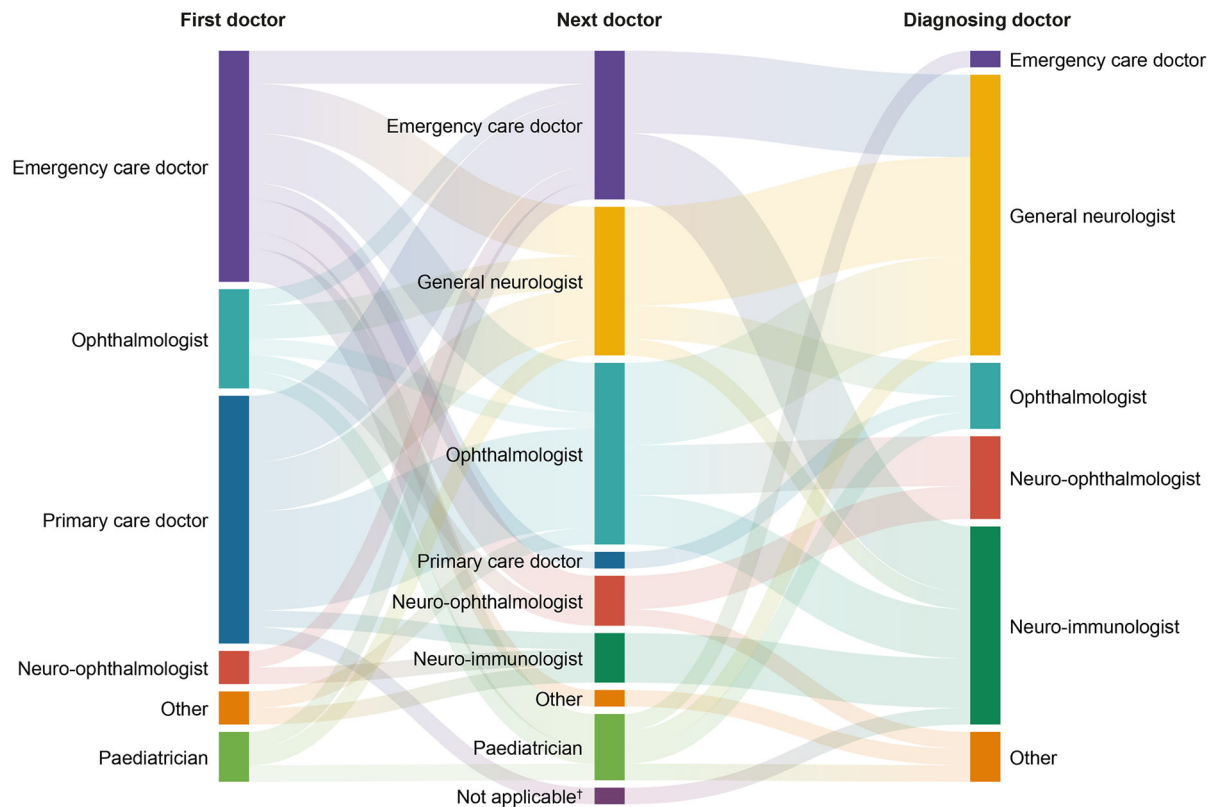 First doctor
Next doctor
Diagnosing doctor
Emergency care doctor
Ophthalmologist
Primary care doctor
Neuro-ophthalmologist
Other
Paediatrician
Emergency care doctor
General neurologist
Ophthalmologist
Primary care doctor
Neuro-ophthalmologist
Neuro-immunologist
Other
Paediatrician
Not applicable†
Emergency care doctor
General neurologist
Ophthalmologist
Neuro-ophthalmologist
Neuro-immunologist
Other